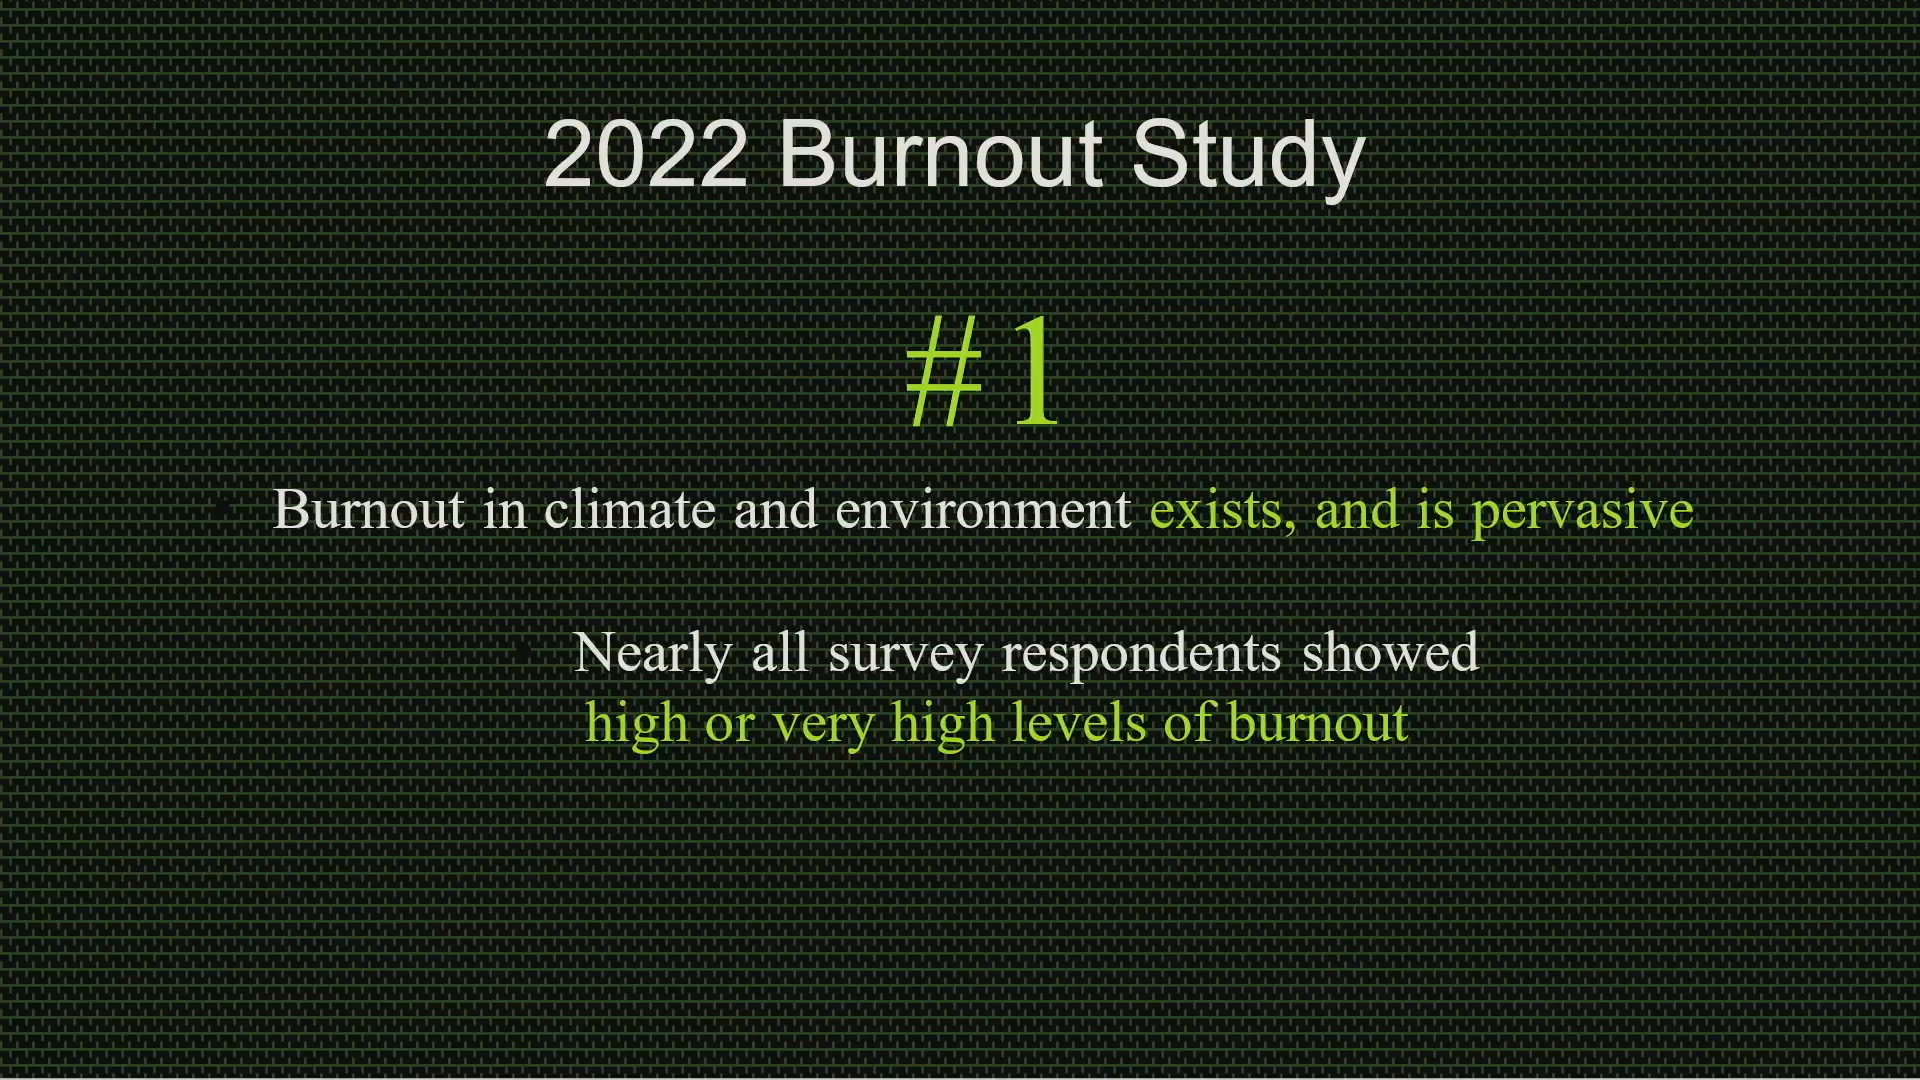 2022 Burnout Study
#1
Burnout in climate and environment exists, and is pervasive
Nearly all survey respondents showed
high or very high levels of burnout